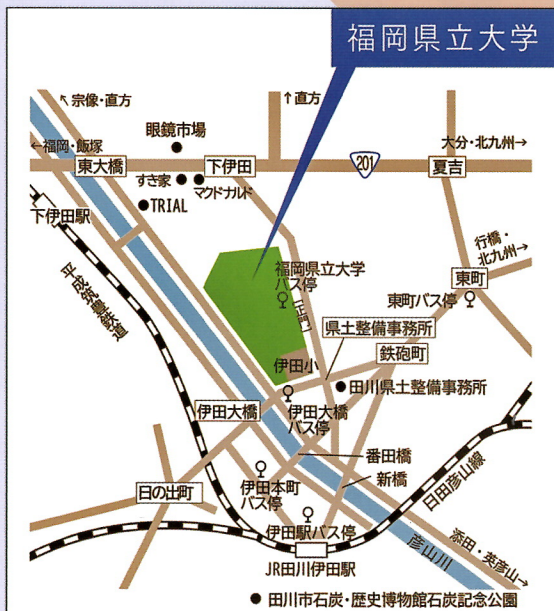 福岡県立大学
宗像・直方
直方
眼鏡市場
福岡・飯塚
大分・北九州
東大橋
下伊田
201
夏吉
すき家
マクドナルド
TRIAL
下伊田駅
行橋・
北九州
福岡県立大学
バス停
東町
平成筑豊鉄道
正門
東町バス停
県土整備事務所
鉄砲町
伊田小
田川県土整備事務所
伊田大橋
伊田大橋
バス停
番田橋
新橋
日の出町
伊田本町
バス停
日田彦山線
伊田駅バス停
彦山川
添田・英彦山
JR田川伊田駅
田川市石炭・歴史博物館石炭記念公園